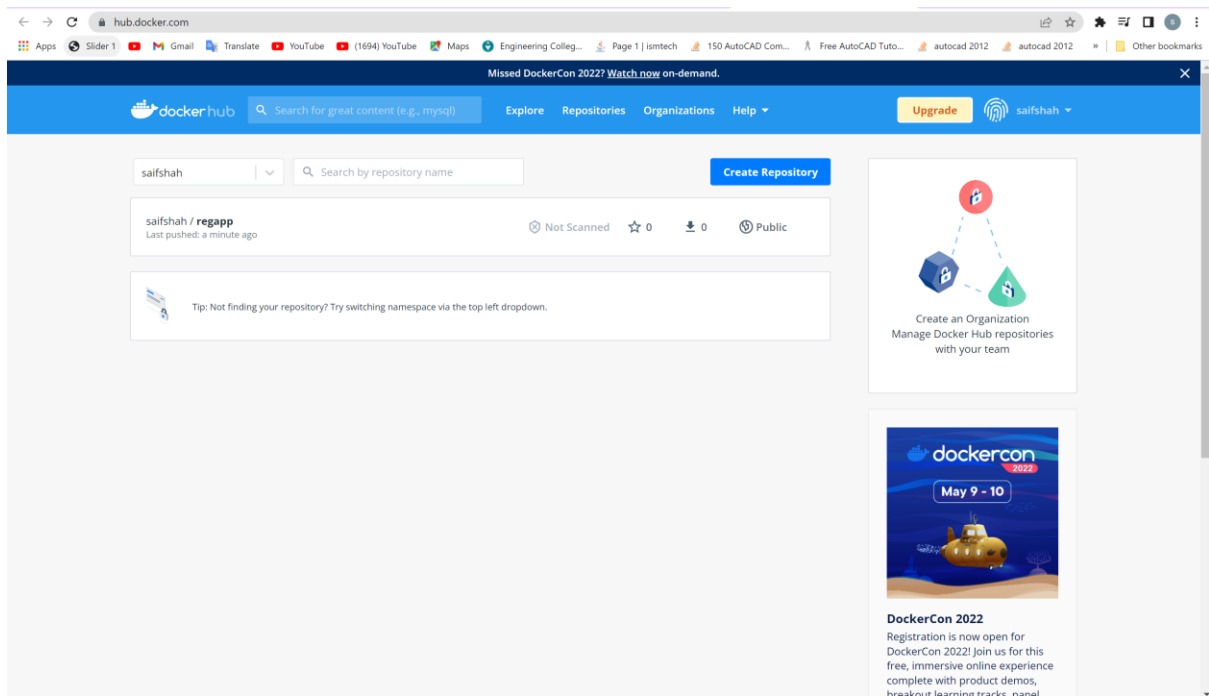 hub.docker.com
Apps Slider 1 Gmail Translate YouTube (1694) YouTube Maps Engineering Colleg... Page 1 | ismtech 150 AutoCAD Com... Free AutoCAD Tuto... autocad 2012 autocad 2012 » Other bookmarks
Missed DockerCon 2022? Watch now on-demand.
dockerhub Search for great content (e.g., mysql) Explore Repositories Organizations Help Upgrade saifshah
saifshah Search by repository name Create Repository
saifshah / regapp
Last pushed: a minute ago
Not Scanned 0 0 Public
Tip: Not finding your repository? Try switching namespace via the top left dropdown.
Create an Organization
Manage Docker Hub repositories
with your team
dockercon
2022
May 9 - 10
DockerCon 2022
Registration is now open for
DockerCon 2022! Join us for this
free, immersive online experience
complete with product demos,
breakout learning tracks, panel